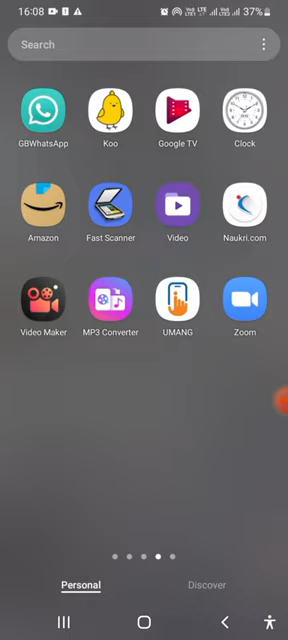 16:08 37%
Search
GBWhatsApp Koo Google TV Clock
Amazon Fast Scanner Video Naukri.com
Video Maker MP3 Converter UMANG Zoom
Personal Discover